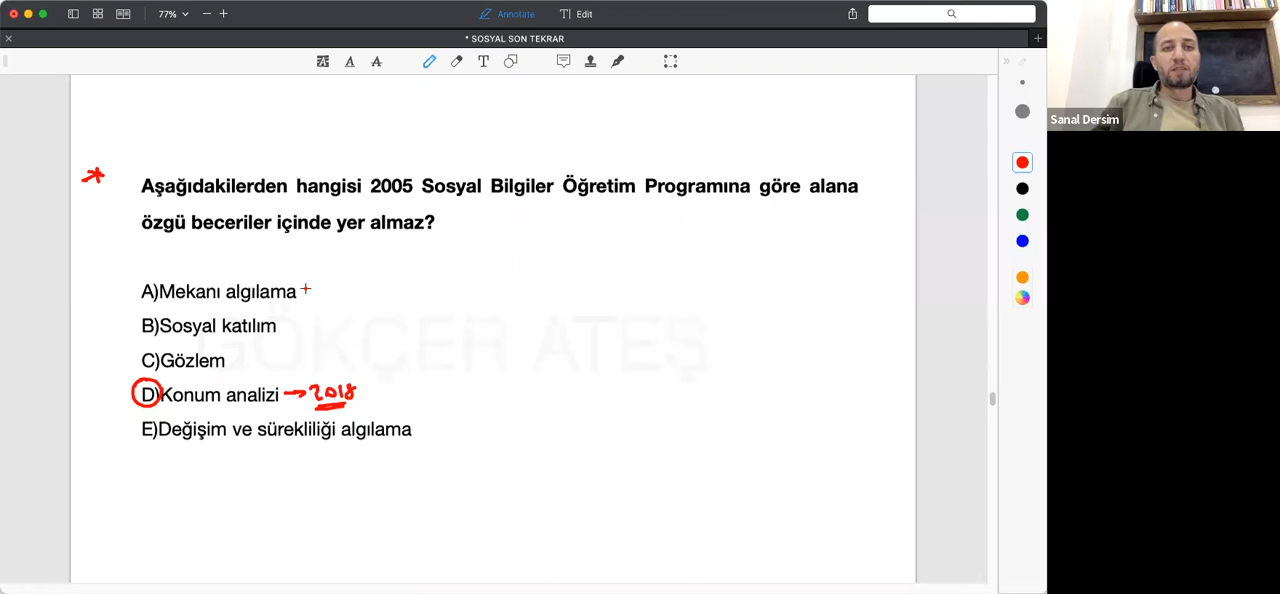 77%
Annotate
T Edit
* SOSYAL SON TEKRAR
A A T
Sanal Dersim
Aşağıdakilerden hangisi 2005 Sosyal Bilgiler Öğretim Programına göre alana
özgü beceriler içinde yer almaz?
A)Mekanı algılama
B)Sosyal katılım
C)Gözlem
D)Konum analizi → 2018
E)Değişim ve sürekliliği algılama
GÖKÇER ATEŞ